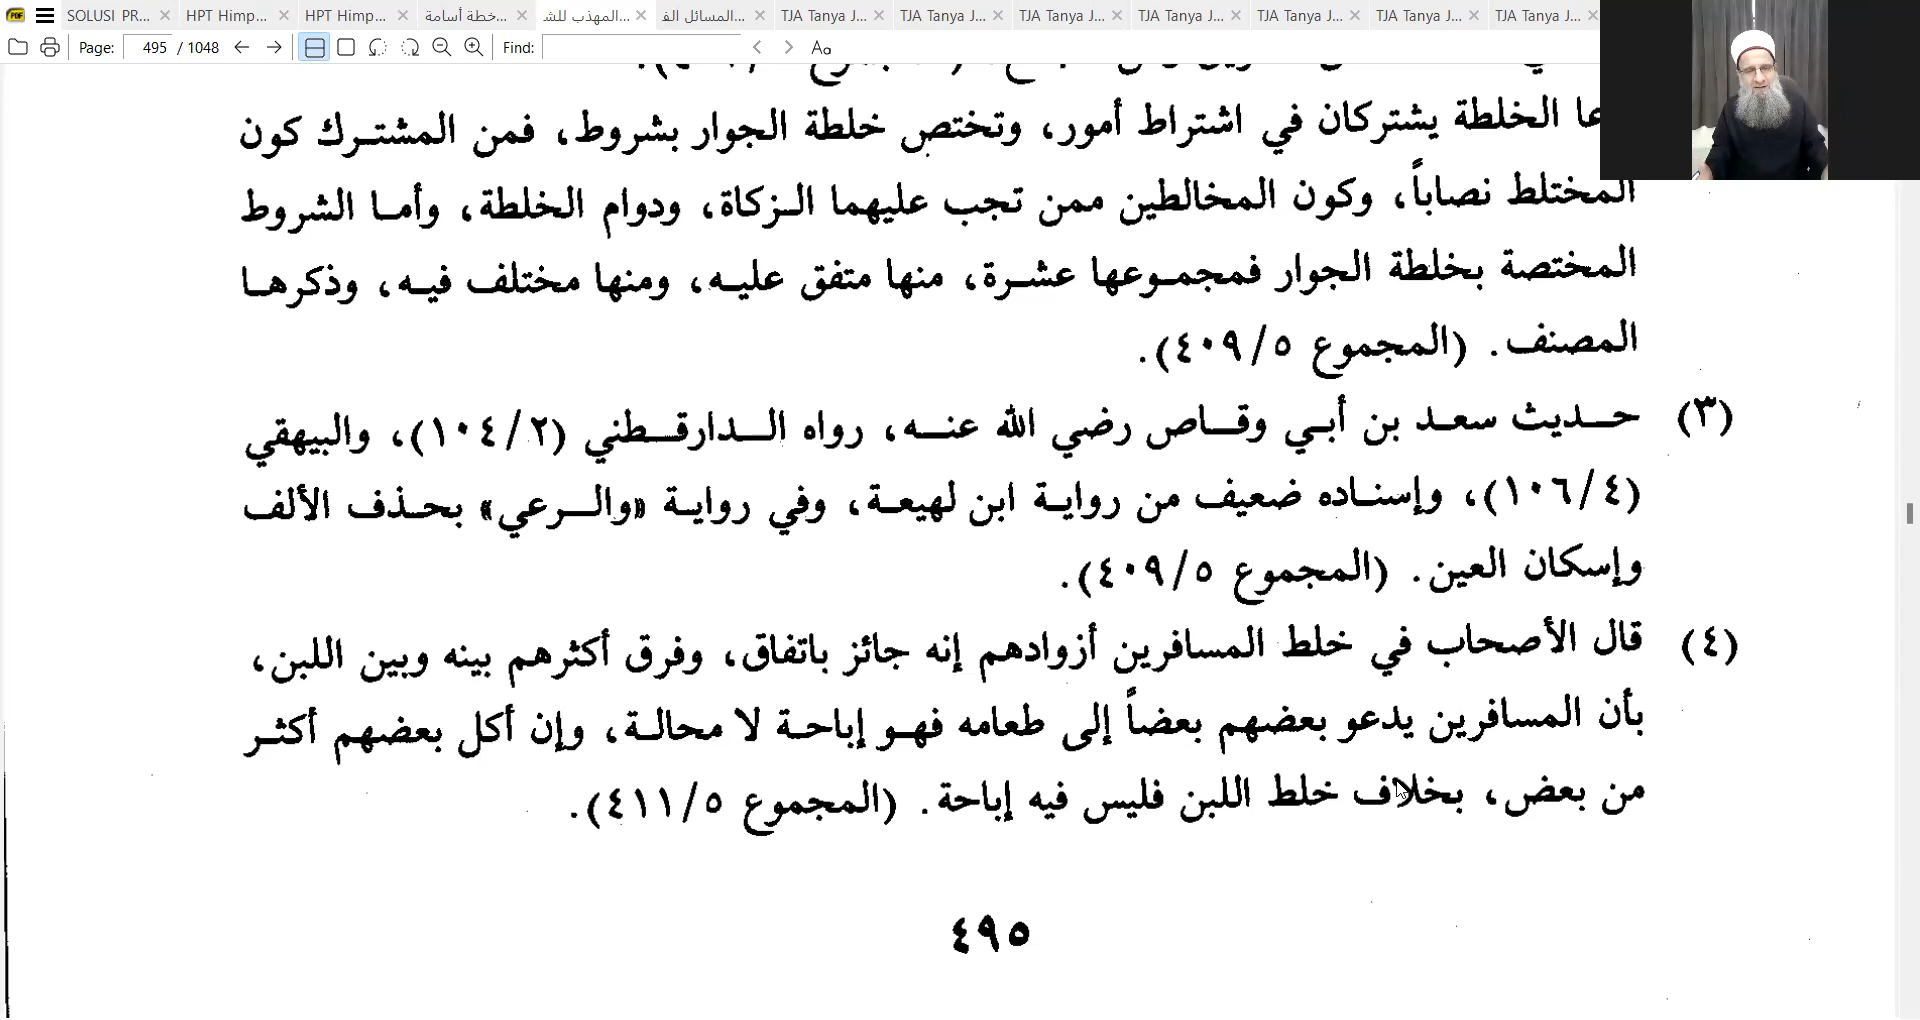 SOLUSI PR...
HPT Himp...
HPT Himp...
خطة أسامة...
المهذب للش...
المسائل الف...
TJA Tanya J...
TJA Tanya J...
TJA Tanya J...
TJA Tanya J...
TJA Tanya J...
TJA Tanya J...
TJA Tanya J...
Page: 495 / 1048
Find:
Aa
الخلطة يشتركان في اشتراط أمور، وتختص خلطة الجوار بشروط، فمن المشترك كون
المختلط نصاباً، وكون المخالطين ممن تجب عليهما الزكاة، ودوام الخلطة، وأما الشروط
المختصة بخلطة الجوار فمجموعها عشرة، منها متفق عليه، ومنها مختلف فيه، وذكرها
المصنف. (المجموع ٥/ ٤٠٩).
(٣) حديث سعد بن أبي وقاص رضي الله عنه، رواه الدارقطني (٢/ ١٠٤)، والبيهقي
(٤/ ١٠٦)، وإسناده ضعيف من رواية ابن لهيعة، وفي رواية «والرعي» بحذف الألف
وإسكان العين. (المجموع ٥/ ٤٠٩).
(٤) قال الأصحاب في خلط المسافرين أزوادهم إنه جائز باتفاق، وفرق أكثرهم بينه وبين اللبن،
بأن المسافرين يدعو بعضهم بعضاً إلى طعامه فهو إباحة لا محالة، وإن أكل بعضهم أكثر
من بعض، بخلاف خلط اللبن فليس فيه إباحة. (المجموع ٥/ ٤١١).
٤٩٥